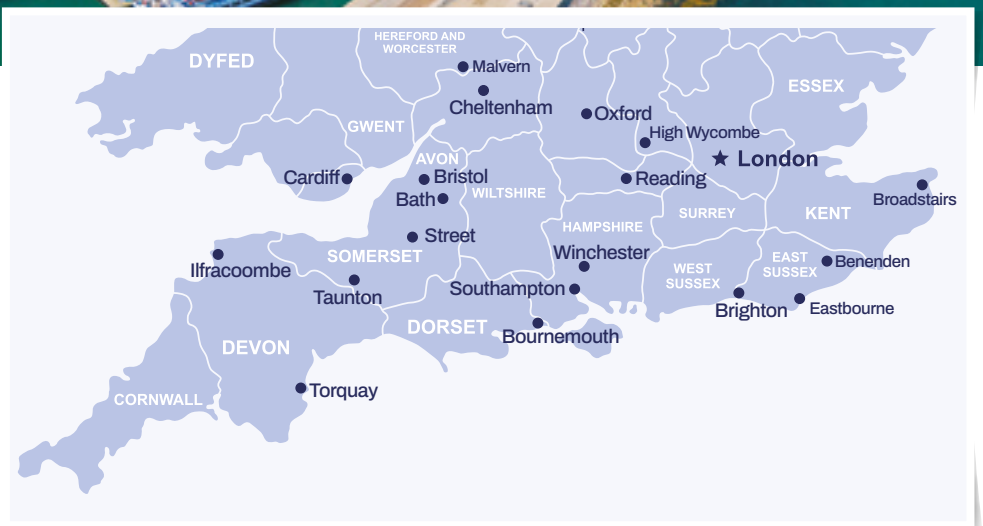 HEREFORD AND
WORCESTER
DYFED
Malvern
ESSEX
Cheltenham
Oxford
GWENT
High Wycombe
AVON
London
Cardiff
Bristol
Reading
WILTSHIRE
Bath
Broadstairs
SURREY
KENT
HAMPSHIRE
Street
SOMERSET
Winchester
EAST
SUSSEX
Benenden
Ilfracoombe
WEST
SUSSEX
Taunton
Southampton
Brighton
Eastbourne
DORSET
Bournemouth
DEVON
Torquay
CORNWALL